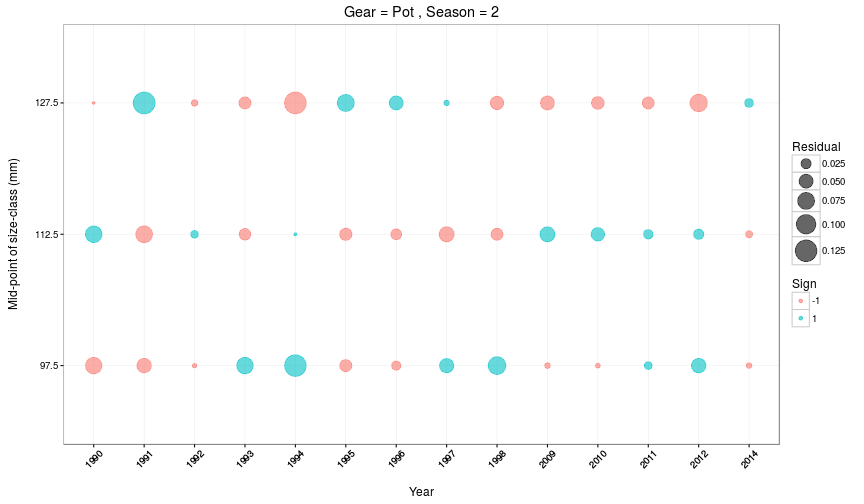 Gear = Pot , Season = 2
Mid-point of size-class (mm)
127.5
112.5
97.5
1990 1991 1992 1993 1994 1995 1996 1997 1998 2009 2010 2011 2012 2014
Year
Residual
0.025
0.050
0.075
0.100
0.125
Sign
-1
1